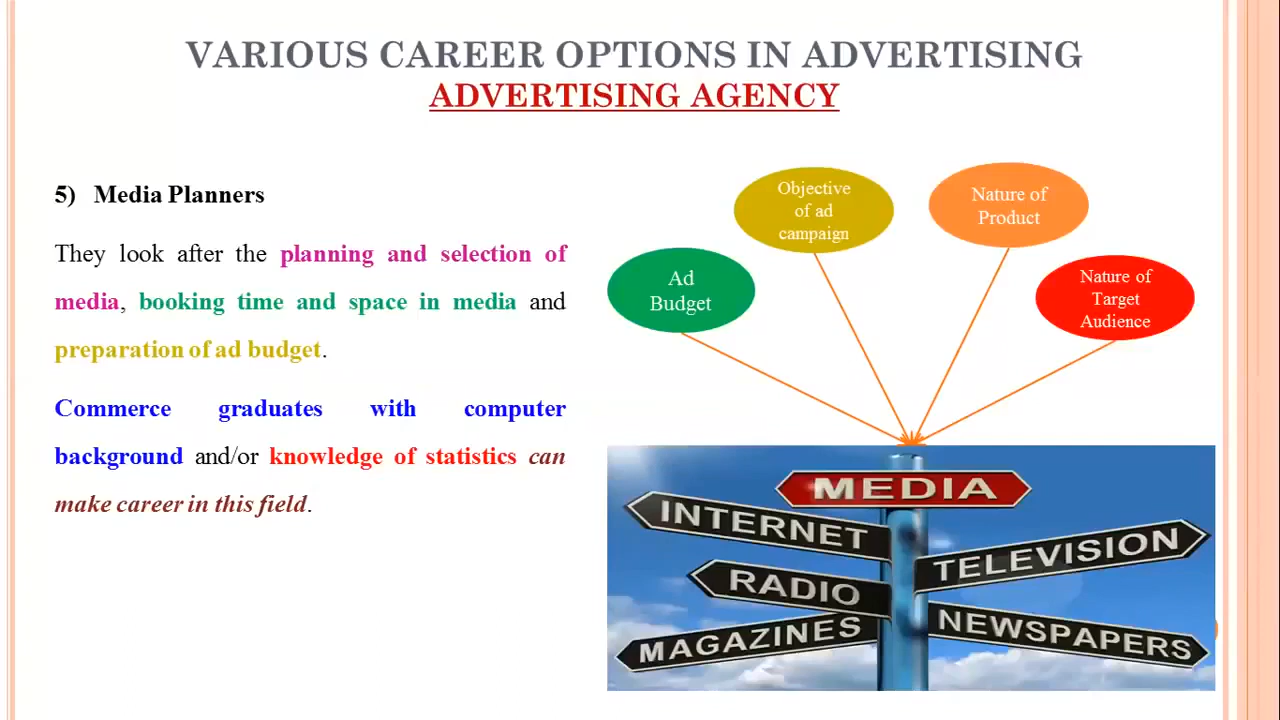 VARIOUS CAREER OPTIONS IN ADVERTISING
ADVERTISING AGENCY
5) Media Planners
They look after the planning and selection of
media, booking time and space in media and
preparation of ad budget.
Commerce graduates with computer
background and/or knowledge of statistics can
make career in this field.
Ad
Budget
Objective
of ad
campaign
Nature of
Product
Nature of
Target
Audience
MEDIA
INTERNET
TELEVISION
RADIO
NEWSPAPERS
MAGAZINES